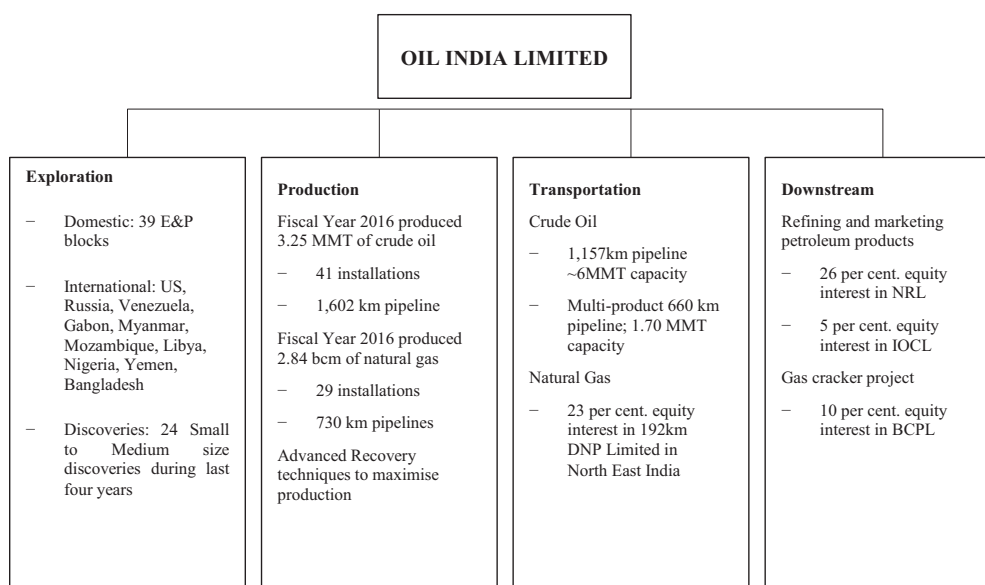 OIL INDIA LIMITED
Exploration
− Domestic: 39 E&P
blocks
− International: US,
Russia, Venezuela,
Gabon, Myanmar,
Mozambique, Libya,
Nigeria, Yemen,
Bangladesh
− Discoveries: 24 Small
to Medium size
discoveries during last
four years
Production
Fiscal Year 2016 produced
3.25 MMT of crude oil
− 41 installations
− 1,602 km pipeline
Fiscal Year 2016 produced
2.84 bcm of natural gas
− 29 installations
− 730 km pipelines
Advanced Recovery
techniques to maximise
production
Transportation
Crude Oil
− 1,157km pipeline
~6MMT capacity
− Multi-product 660 km
pipeline; 1.70 MMT
capacity
Natural Gas
− 23 per cent. equity
interest in 192km
DNP Limited in
North East India
Downstream
Refining and marketing
petroleum products
− 26 per cent. equity
interest in NRL
− 5 per cent. equity
interest in IOCL
Gas cracker project
− 10 per cent. equity
interest in BCPL